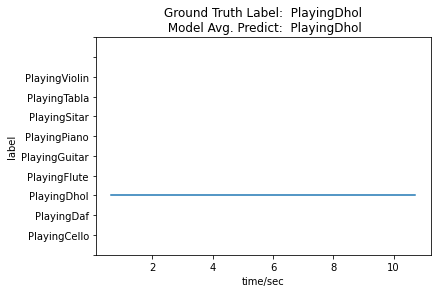 Ground Truth Label:  PlayingDhol
Model Avg. Predict:  PlayingDhol
label
PlayingViolin
PlayingTabla
PlayingSitar
PlayingPiano
PlayingGuitar
PlayingFlute
PlayingDhol
PlayingDaf
PlayingCello
2 4 6 8 10
time/sec